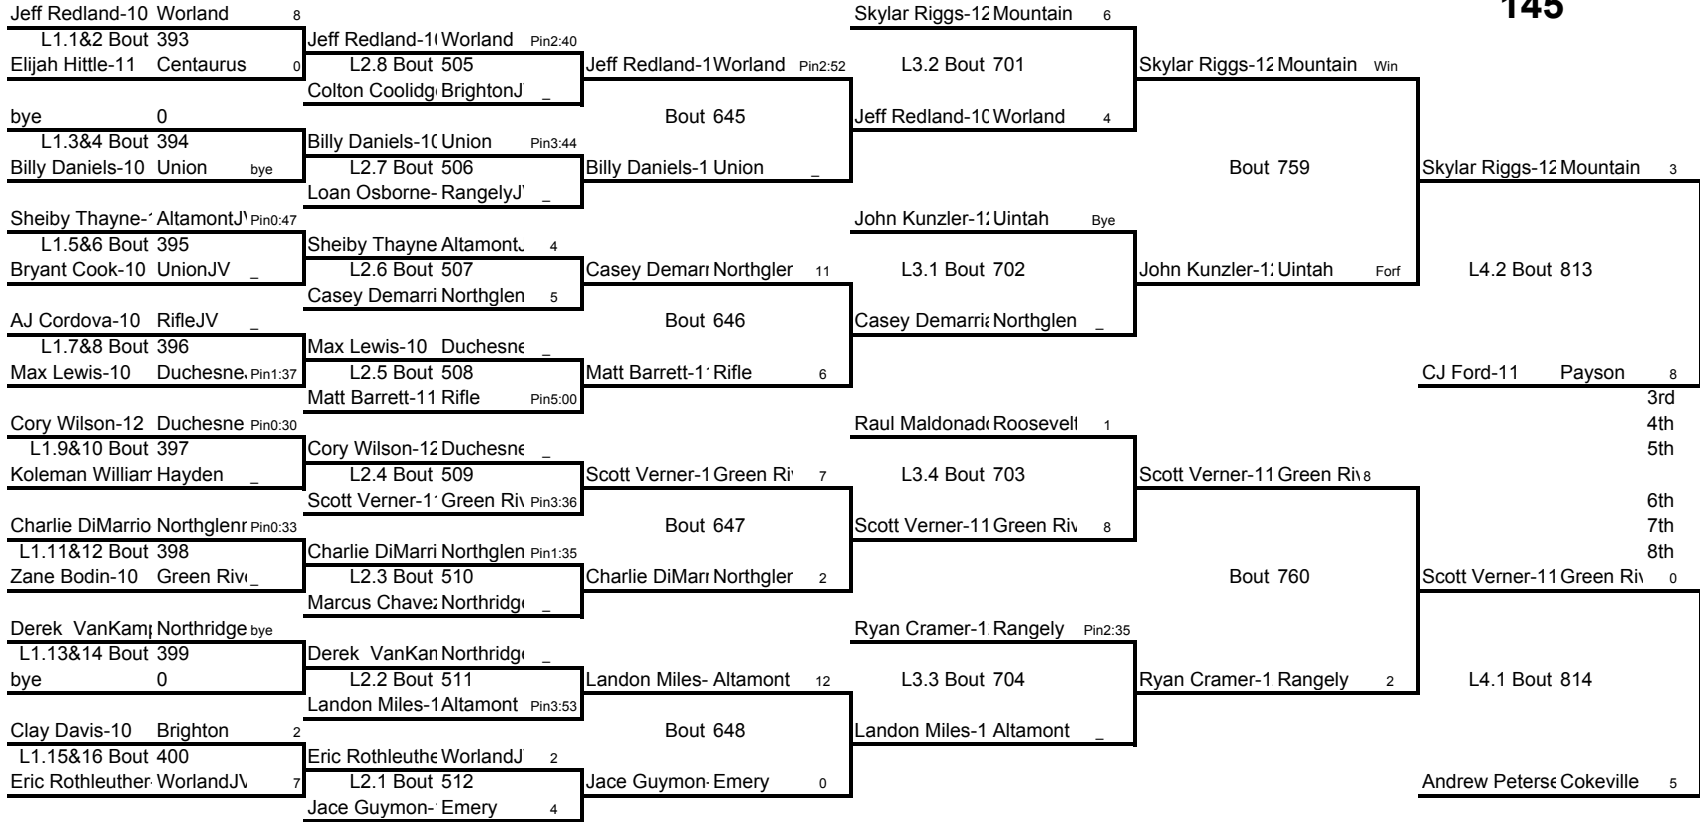 145
Jeff Redland-10 Worland 8 Skylar Riggs-12 Mountain 6
L1.1&2 Bout 393 Jeff Redland-1 Worland Pin2:40
Elijah Hittle-11 Centaurus 0 L2.8 Bout 505 Jeff Redland-1 Worland Pin2:52 L3.2 Bout 701 Skylar Riggs-12 Mountain Win
Colton Coolidg BrightonJ _
bye 0 Bout 645 Jeff Redland-10 Worland 4
L1.3&4 Bout 394 Billy Daniels-10 Union Pin3:44
Billy Daniels-10 Union bye L2.7 Bout 506 Billy Daniels-1 Union _ Bout 759 Skylar Riggs-12 Mountain 3
Loan Osborne- RangelyJ _
Sheiby Thayne- AltamontJV Pin0:47 John Kunzler-12 Uintah Bye
L1.5&6 Bout 395 Sheiby Thayne Altamont 4
Bryant Cook-10 UnionJV _ L2.6 Bout 507 Casey Demarr Northgler 11 L3.1 Bout 702 John Kunzler-1 Uintah Forf L4.2 Bout 813
Casey Demarri Northglen 5
AJ Cordova-10 RifleJV _ Bout 646 Casey Demarria Northglen _
L1.7&8 Bout 396 Max Lewis-10 Duchesne _
Max Lewis-10 Duchesne Pin1:37 L2.5 Bout 508 Matt Barrett-1 Rifle 6 CJ Ford-11 Payson 8
Matt Barrett-11 Rifle Pin5:00 3rd
Cory Wilson-12 Duchesne Pin0:30 Raul Maldonado Roosevelt 1 4th
L1.9&10 Bout 397 Cory Wilson-12 Duchesne _ 5th
Koleman William Hayden _ L2.4 Bout 509 Scott Verner-1 Green Ri 7 L3.4 Bout 703 Scott Verner-11 Green Riv 8
Scott Verner-1 Green Riv Pin3:36 6th
Charlie DiMarrio Northglenn Pin0:33 Bout 647 Scott Verner-11 Green Riv 8 7th
L1.11&12 Bout 398 Charlie DiMarri Northglen Pin1:35 8th
Zane Bodin-10 Green Rive _ L2.3 Bout 510 Charlie DiMarr Northgler 2 Bout 760 Scott Verner-11 Green Riv 0
Marcus Chavez Northridge _
Derek VanKamp Northridge bye Ryan Cramer-1 Rangely Pin2:35
L1.13&14 Bout 399 Derek VanKan Northridge _
bye 0 L2.2 Bout 511 Landon Miles- Altamont 12 L3.3 Bout 704 Ryan Cramer-1 Rangely 2 L4.1 Bout 814
Landon Miles-1 Altamont Pin3:53
Clay Davis-10 Brighton 2 Bout 648 Landon Miles-1 Altamont _
L1.15&16 Bout 400 Eric Rothleuthe WorlandJ 2
Eric Rothleuther- WorlandJV 7 L2.1 Bout 512 Jace Guymon- Emery 0 Andrew Peterse Cokeville 5
Jace Guymon- Emery 4